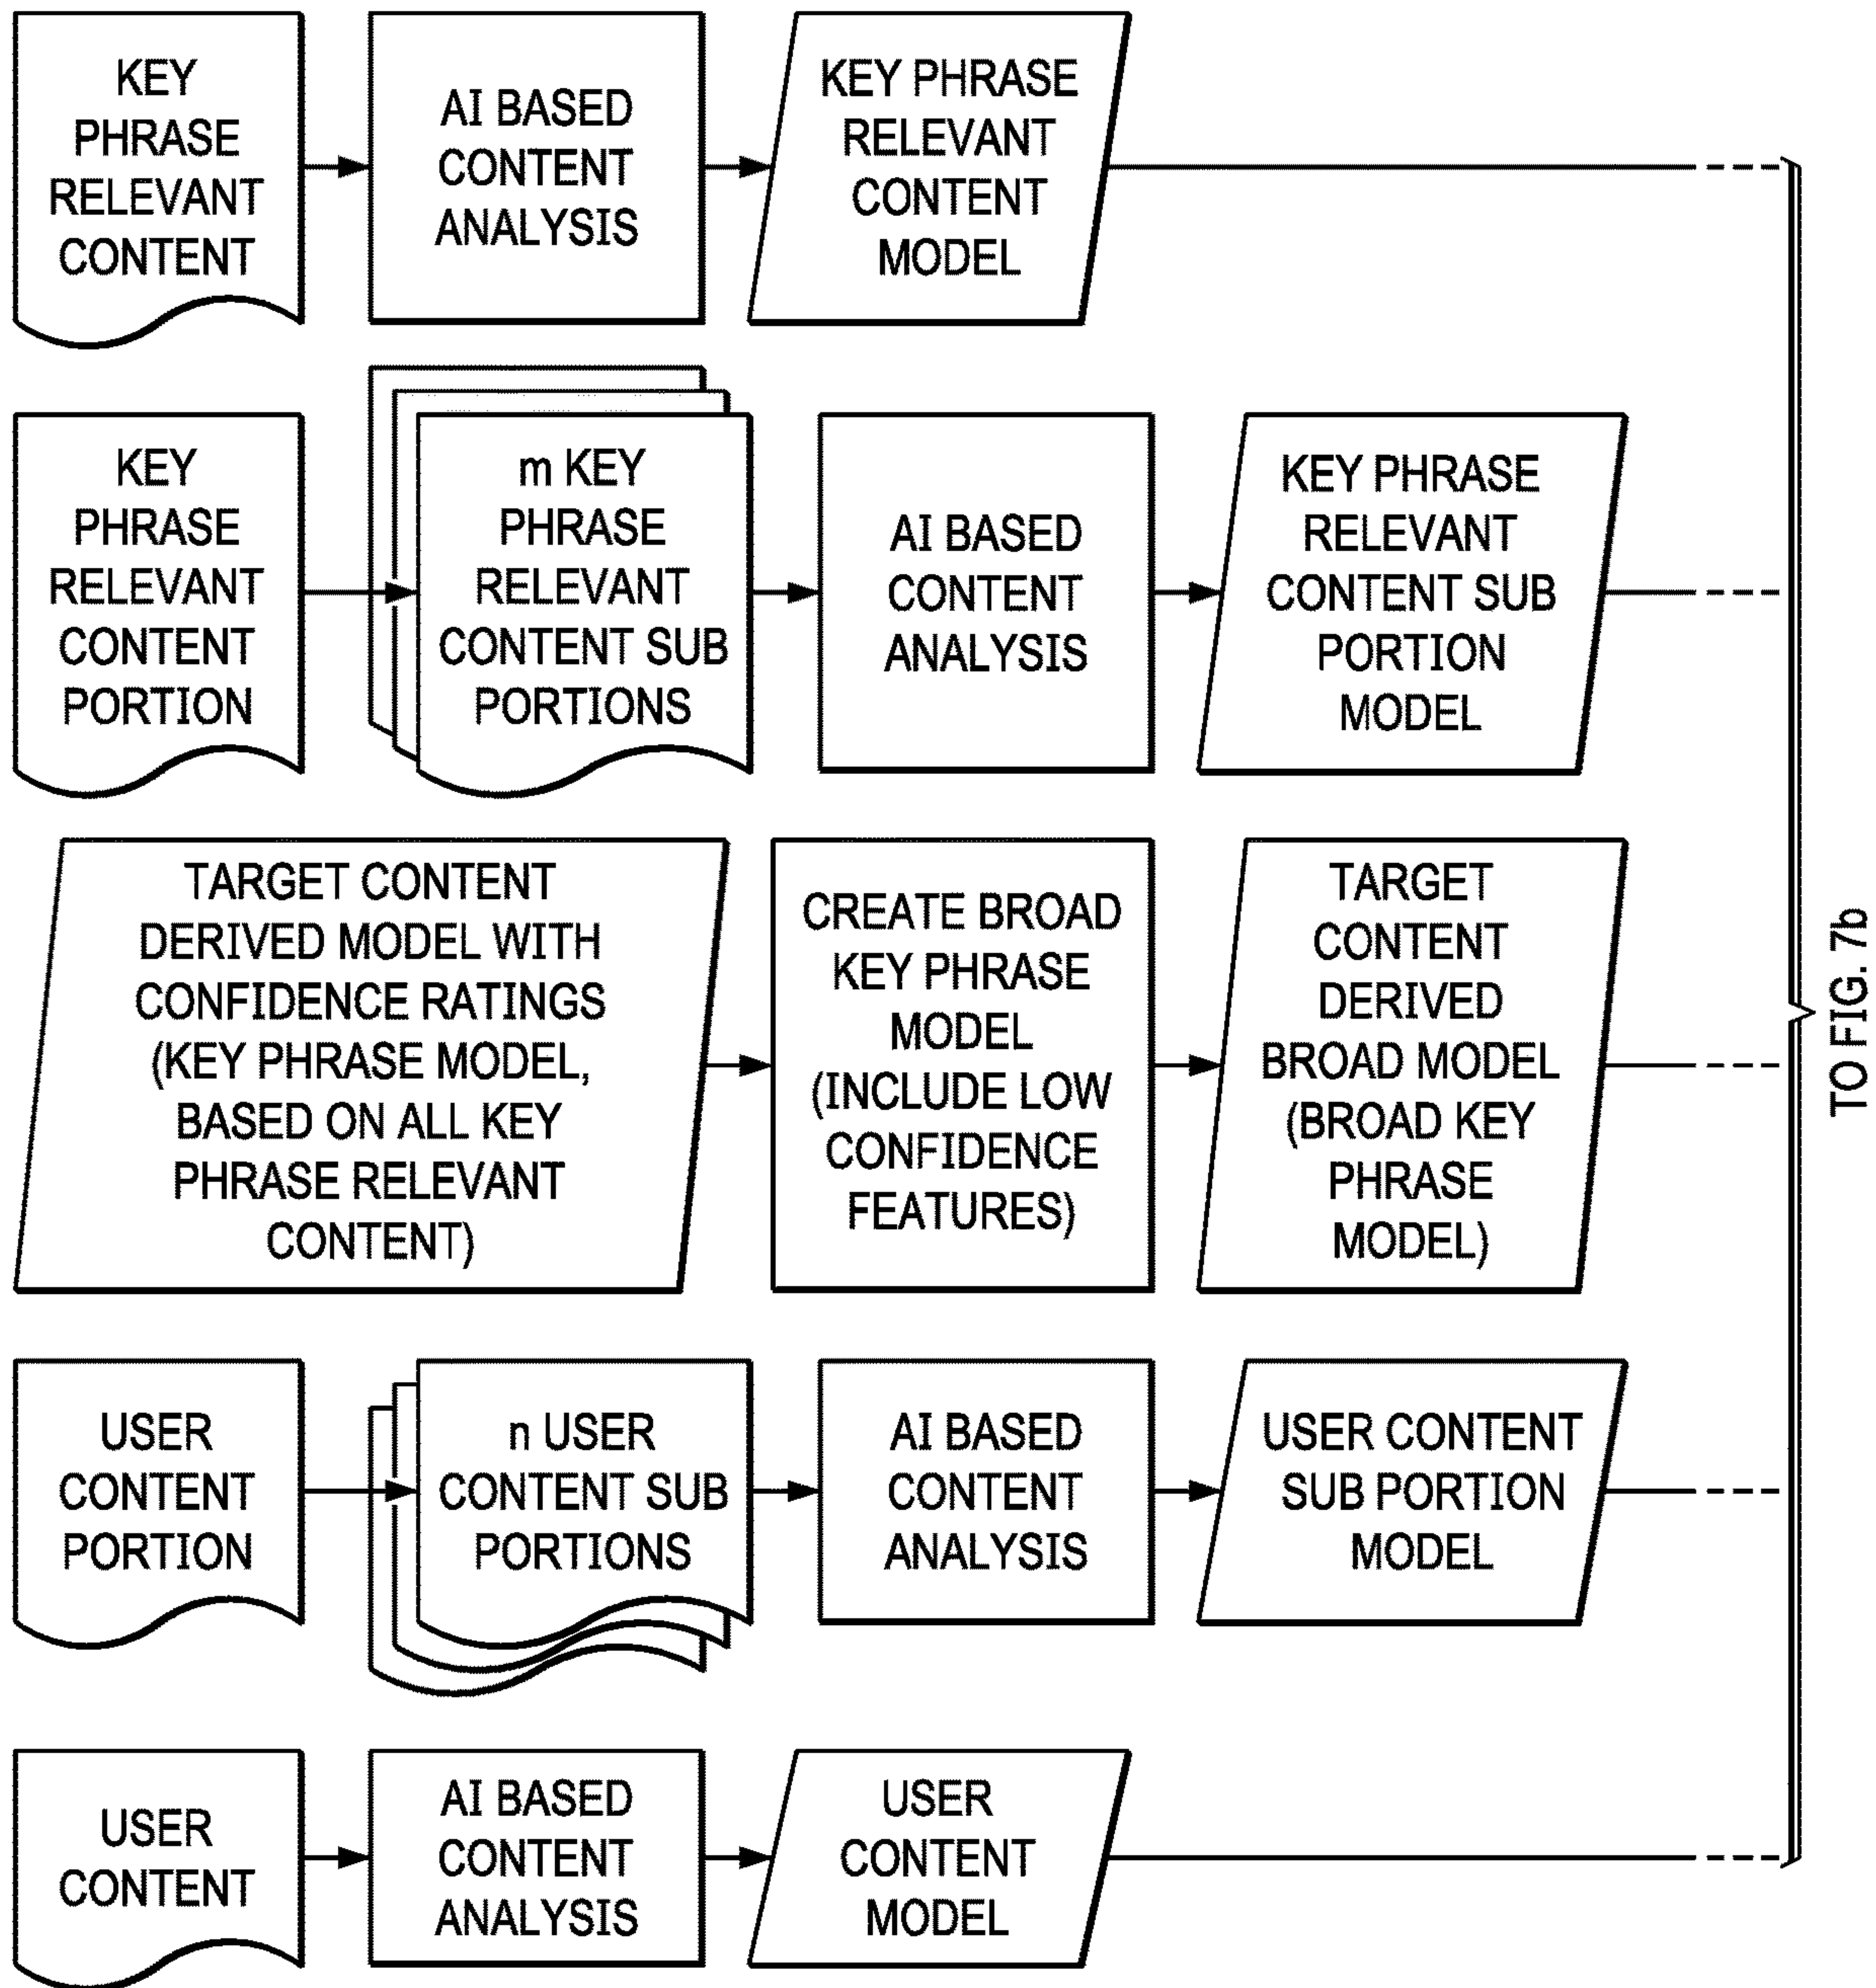 KEY
PHRASE
RELEVANT
CONTENT
AI BASED
CONTENT
ANALYSIS
KEY PHRASE
RELEVANT
CONTENT
MODEL
KEY
PHRASE
RELEVANT
CONTENT
PORTION
m KEY
PHRASE
RELEVANT
CONTENT SUB
PORTIONS
AI BASED
CONTENT
ANALYSIS
KEY PHRASE
RELEVANT
CONTENT SUB
PORTION
MODEL
TARGET CONTENT
DERIVED MODEL WITH
CONFIDENCE RATINGS
(KEY PHRASE MODEL,
BASED ON ALL KEY
PHRASE RELEVANT
CONTENT)
CREATE BROAD
KEY PHRASE
MODEL
(INCLUDE LOW
CONFIDENCE
FEATURES)
TARGET
CONTENT
DERIVED
BROAD MODEL
(BROAD KEY
PHRASE
MODEL)
USER
CONTENT
PORTION
n USER
CONTENT SUB
PORTIONS
AI BASED
CONTENT
ANALYSIS
USER CONTENT
SUB PORTION
MODEL
USER
CONTENT
AI BASED
CONTENT
ANALYSIS
USER
CONTENT
MODEL
TO FIG. 7b